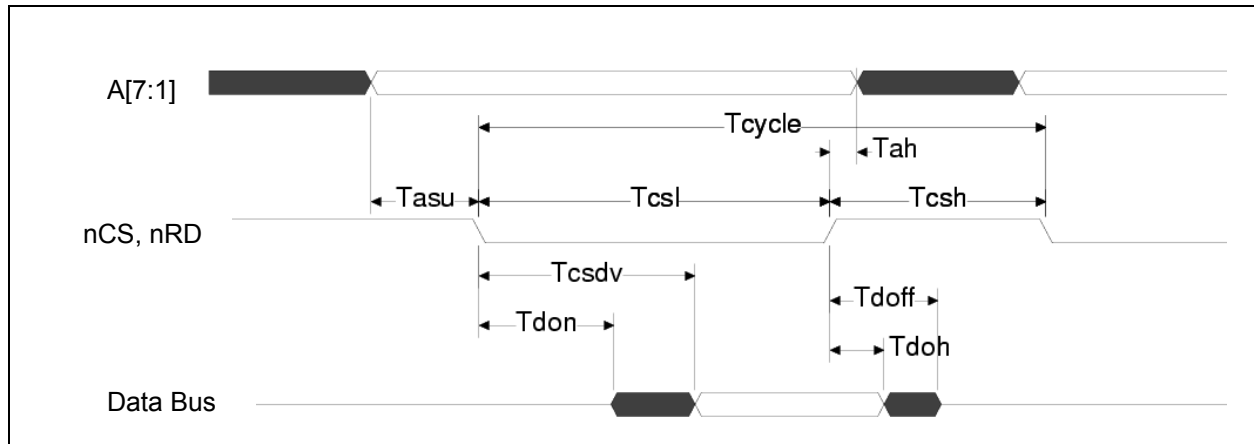 A[7:1]
Tcycle
Tah
Tasu
Tcsl
Tcsh
nCS, nRD
Tcsdv
Tdoff
Tdon
Tdoh
Data Bus